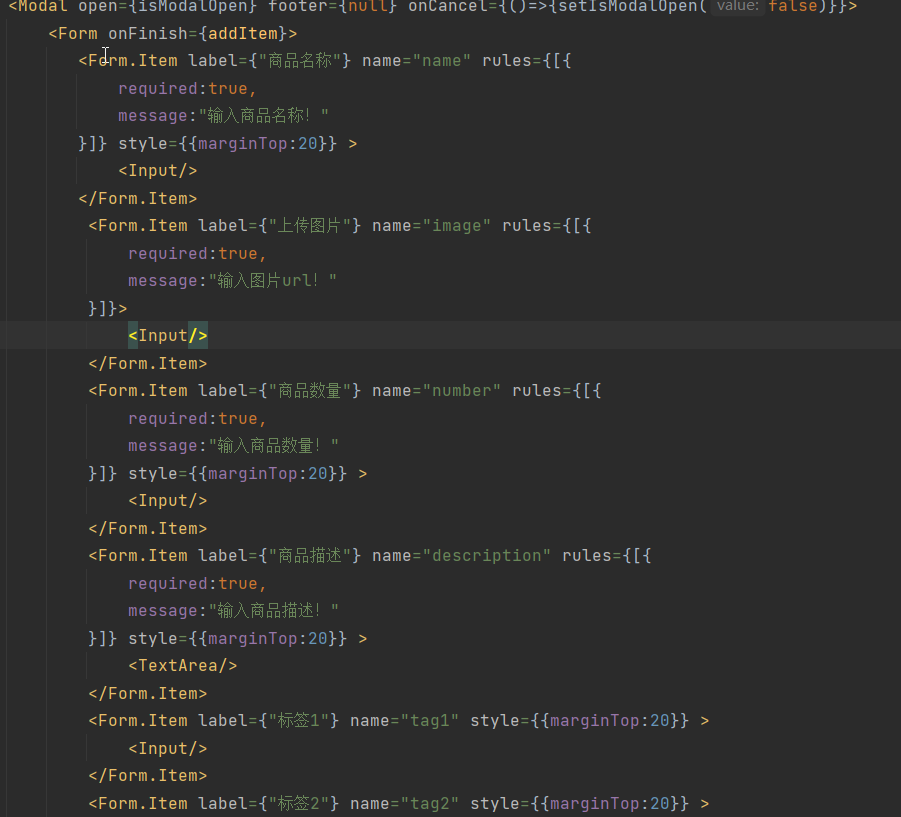 <Modal open={isModalOpen} footer={null} onCancel={()=>{setIsModalOpen( value: false)}}>
<Form onFinish={addItem}>
<Form.Item label={"商品名称"} name="name" rules={[{
required:true,
message:"输入商品名称！"
}]} style={{marginTop:20}} >
<Input/>
</Form.Item>
<Form.Item label={"上传图片"} name="image" rules={[{
required:true,
message:"输入图片url！"
}]}>
<Input/>
</Form.Item>
<Form.Item label={"商品数量"} name="number" rules={[{
required:true,
message:"输入商品数量！"
}]} style={{marginTop:20}} >
<Input/>
</Form.Item>
<Form.Item label={"商品描述"} name="description" rules={[{
required:true,
message:"输入商品描述！"
}]} style={{marginTop:20}} >
<TextArea/>
</Form.Item>
<Form.Item label={"标签1"} name="tag1" style={{marginTop:20}} >
<Input/>
</Form.Item>
<Form.Item label={"标签2"} name="tag2" style={{marginTop:20}} >